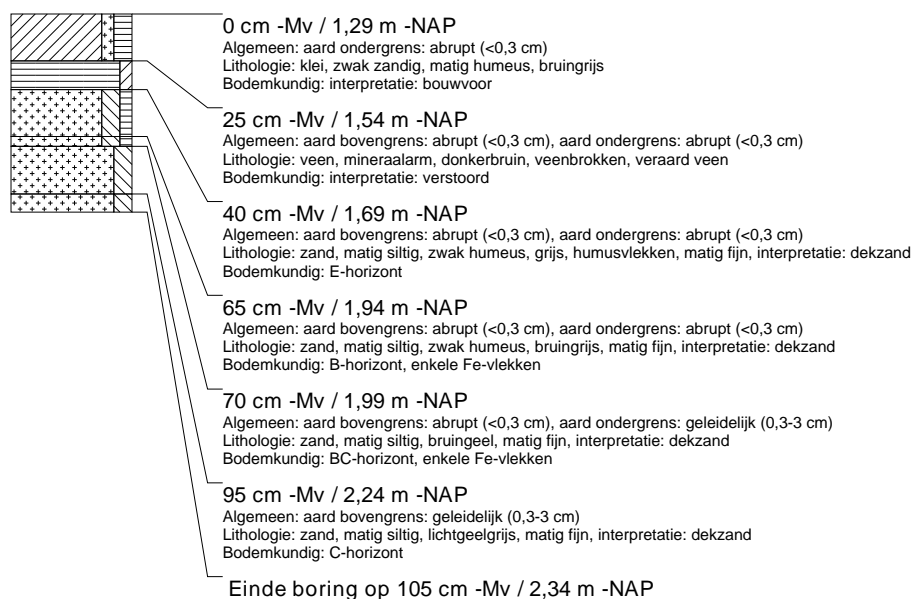 0 cm -Mv / 1,29 m -NAP
Algemeen: aard ondergrens: abrupt (<0,3 cm)
Lithologie: klei, zwak zandig, matig humeus, bruingrijs
Bodemkundig: interpretatie: bouwvoor
25 cm -Mv / 1,54 m -NAP
Algemeen: aard bovengrens: abrupt (<0,3 cm), aard ondergrens: abrupt (<0,3 cm)
Lithologie: veen, mineraalarm, donkerbruin, veenbrokken, veraard veen
Bodemkundig: interpretatie: verstoord
40 cm -Mv / 1,69 m -NAP
Algemeen: aard bovengrens: abrupt (<0,3 cm), aard ondergrens: abrupt (<0,3 cm)
Lithologie: zand, matig siltig, zwak humeus, grijs, humusvlekken, matig fijn, interpretatie: dekzand
Bodemkundig: E-horizont
65 cm -Mv / 1,94 m -NAP
Algemeen: aard bovengrens: abrupt (<0,3 cm), aard ondergrens: abrupt (<0,3 cm)
Lithologie: zand, matig siltig, zwak humeus, bruingrijs, matig fijn, interpretatie: dekzand
Bodemkundig: B-horizont, enkele Fe-vlekken
70 cm -Mv / 1,99 m -NAP
Algemeen: aard bovengrens: abrupt (<0,3 cm), aard ondergrens: geleidelijk (0,3-3 cm)
Lithologie: zand, matig siltig, bruingeel, matig fijn, interpretatie: dekzand
Bodemkundig: BC-horizont, enkele Fe-vlekken
95 cm -Mv / 2,24 m -NAP
Algemeen: aard bovengrens: geleidelijk (0,3-3 cm)
Lithologie: zand, matig siltig, lichtgeelgrijs, matig fijn, interpretatie: dekzand
Bodemkundig: C-horizont
Einde boring op 105 cm -Mv / 2,34 m -NAP